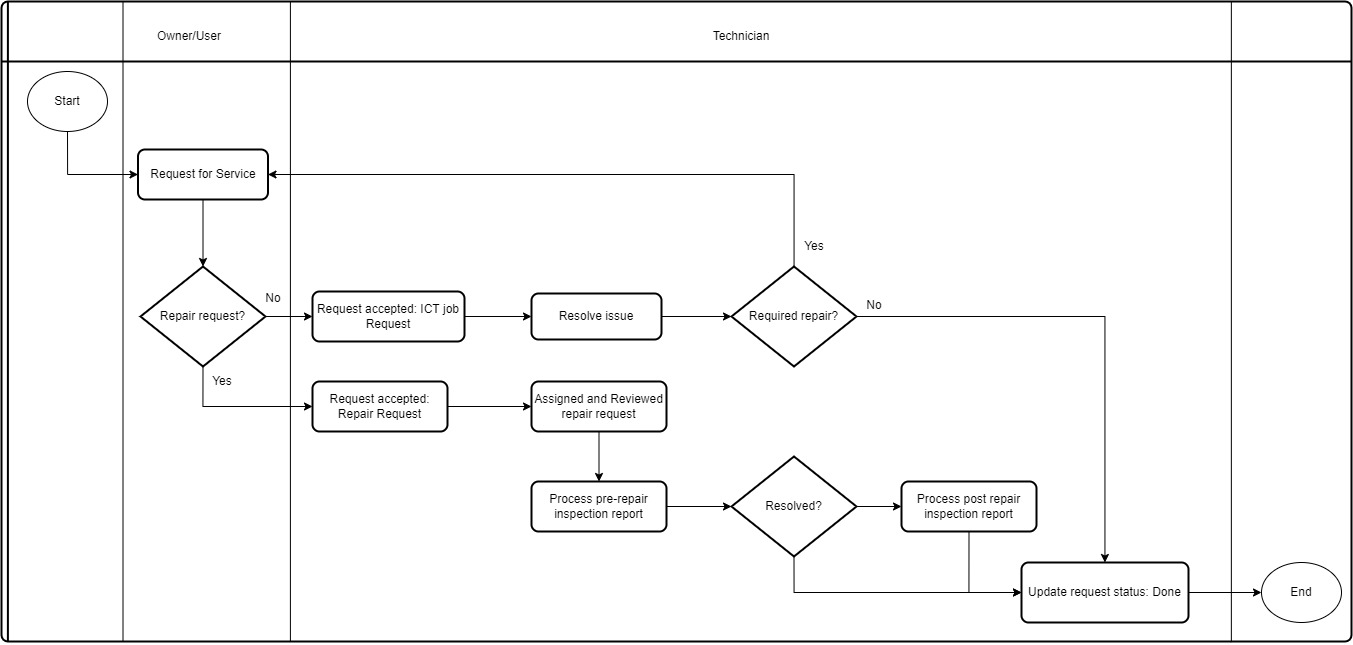 Owner/User
Technician
Start
Request for Service
Yes
Repair request?
No
Request accepted: ICT job
Request
Resolve issue
Required repair?
No
Yes
Request accepted:
Repair Request
Assigned and Reviewed
repair request
Process pre-repair
inspection report
Resolved?
Process post repair
inspection report
Update request status: Done
End